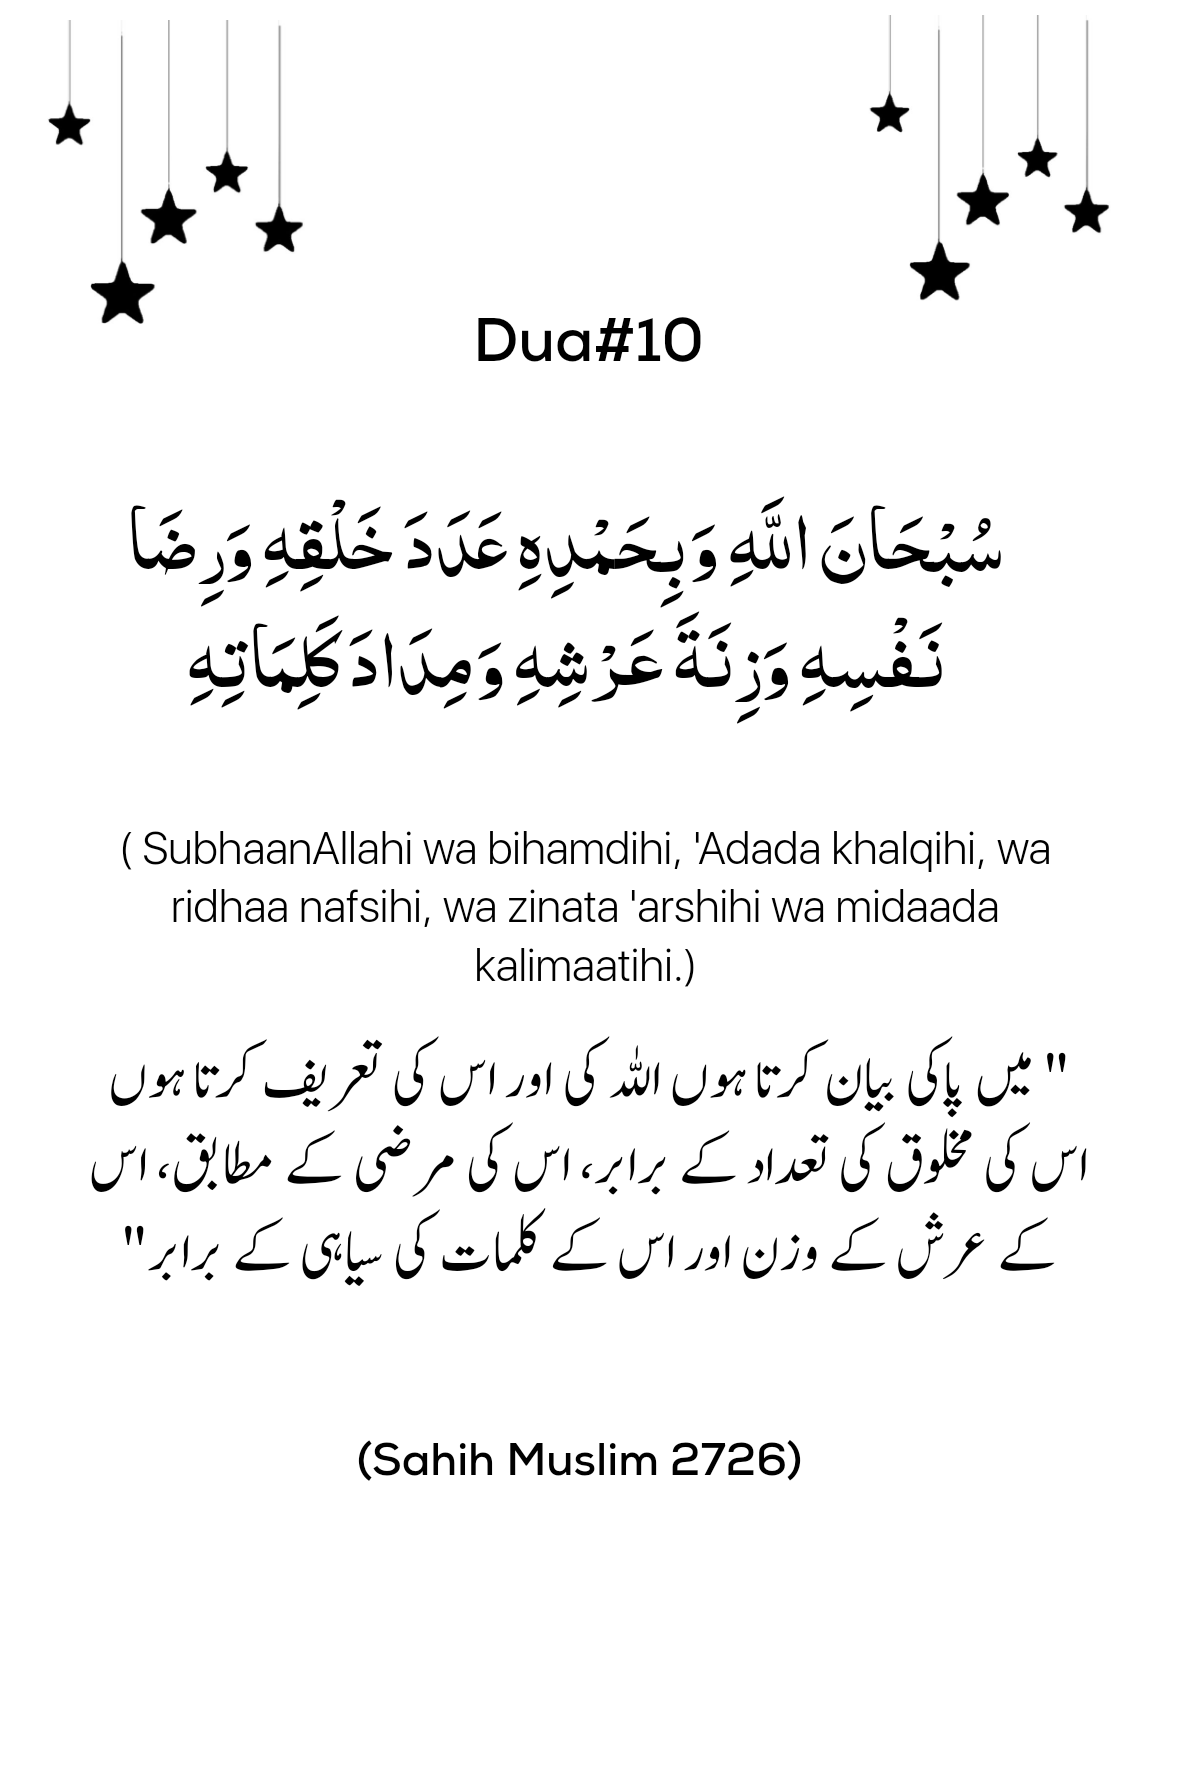 Dua#10
سُبْحَانَ اللَّهِ وَبِحَمْدِهِ عَدَدَ خَلْقِهِ وَرِضَا
نَفْسِهِ وَزِنَةَ عَرْشِهِ وَمِدَادَ كَلِمَاتِهِ
( SubhaanAllahi wa bihamdihi, 'Adada khalqihi, wa
ridhaa nafsihi, wa zinata 'arshihi wa midaada
kalimaatihi.)
" میں پاکی بیان کرتا ہوں اللہ کی اور اس کی تعریف کرتا ہوں
اس کی مخلوق کی تعداد کے برابر، اس کی مرضی کے مطابق، اس
کے عرش کے وزن اور اس کے کلمات کی سیاہی کے برابر"
(Sahih Muslim 2726)